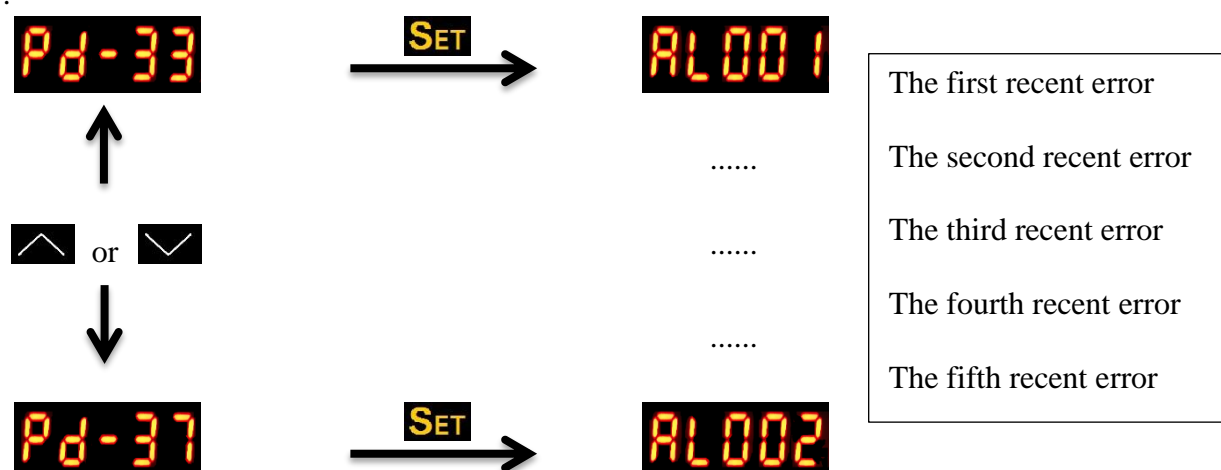 .
Pd-33 SET AL001
The first recent error
...... The second recent error
or ...... The third recent error
The fourth recent error
......
The fifth recent error
Pd-37 SET AL002